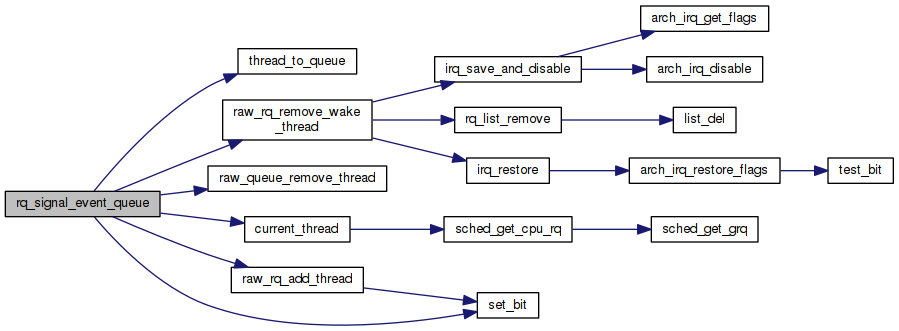 rq_signal_event_queue
thread_to_queue
raw_rq_remove_wake
_thread
irq_save_and_disable
arch_irq_get_flags
arch_irq_disable
rq_list_remove
list_del
irq_restore
arch_irq_restore_flags
test_bit
raw_queue_remove_thread
current_thread
sched_get_cpu_rq
sched_get_grq
raw_rq_add_thread
set_bit